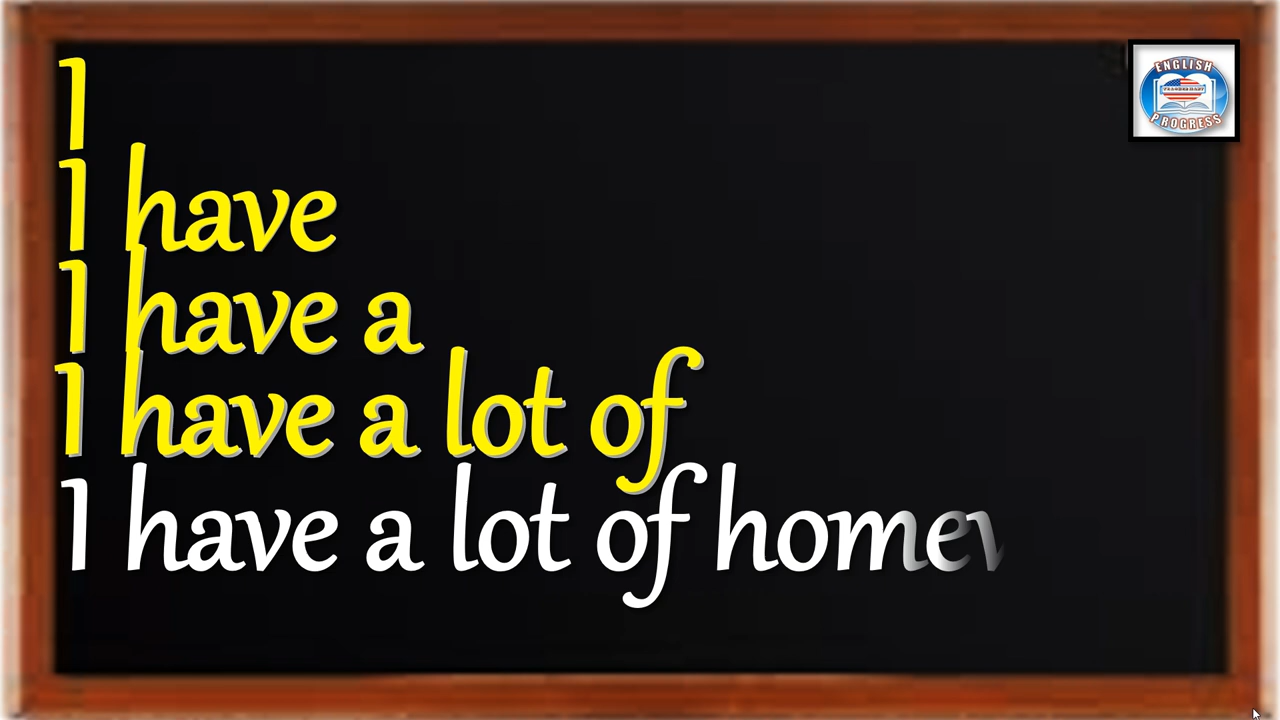 I
I have
I have a
I have a lot of
I have a lot of
ENGLISH
PROGRESS